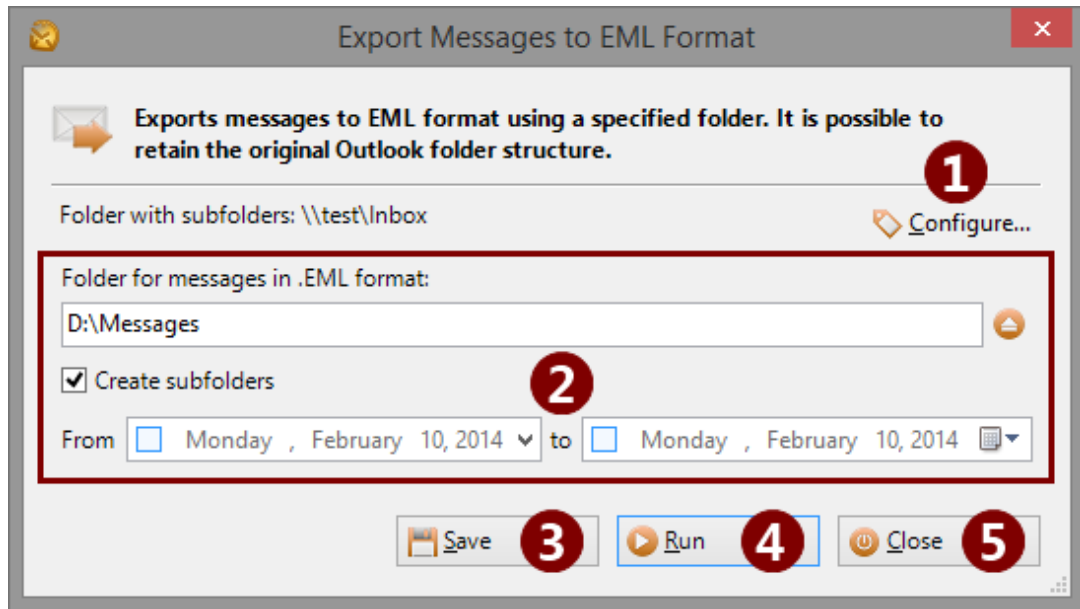 Export Messages to EML Format
Exports messages to EML format using a specified folder. It is possible to
retain the original Outlook folder structure.
1
Folder with subfolders: \\test\Inbox
Configure...
Folder for messages in .EML format:
D:\Messages
Create subfolders
2
From Monday , February 10, 2014 to Monday , February 10, 2014
Save 3 Run 4 Close 5